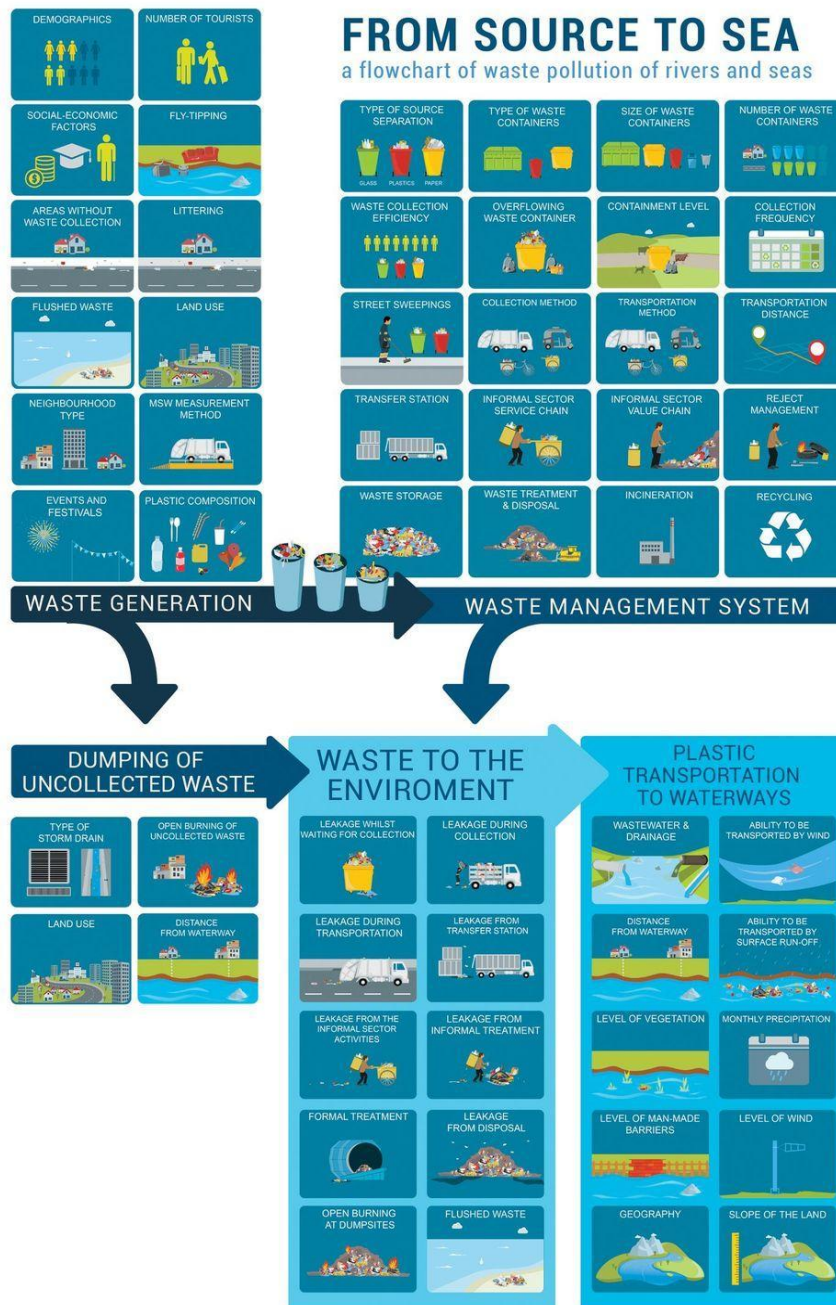 FROM SOURCE TO SEA
a flowchart of waste pollution of rivers and seas
DEMOGRAPHICS
NUMBER OF TOURISTS
SOCIAL-ECONOMIC
FACTORS
FLY-TIPPING
AREAS WITHOUT
WASTE COLLECTION
LITTERING
FLUSHED WASTE
LAND USE
NEIGHBOURHOOD
TYPE
MSW MEASUREMENT
METHOD
EVENTS AND
FESTIVALS
PLASTIC COMPOSITION
WASTE GENERATION
TYPE OF SOURCE
SEPARATION
GLASS
PLASTICS
PAPER
TYPE OF WASTE
CONTAINERS
SIZE OF WASTE
CONTAINERS
NUMBER OF WASTE
CONTAINERS
WASTE COLLECTION
EFFICIENCY
OVERFLOWING
WASTE CONTAINER
CONTAINMENT LEVEL
COLLECTION
FREQUENCY
STREET SWEEPINGS
COLLECTION METHOD
TRANSPORTATION
METHOD
TRANSPORTATION
DISTANCE
TRANSFER STATION
INFORMAL SECTOR
SERVICE CHAIN
INFORMAL SECTOR
VALUE CHAIN
REJECT
MANAGEMENT
WASTE STORAGE
WASTE TREATMENT
& DISPOSAL
INCINERATION
RECYCLING
WASTE MANAGEMENT SYSTEM
DUMPING OF
UNCOLLECTED WASTE
TYPE OF
STORM DRAIN
OPEN BURNING OF
UNCOLLECTED WASTE
LAND USE
DISTANCE
FROM WATERWAY
WASTE TO THE
ENVIROMENT
LEAKAGE WHILST
WAITING FOR COLLECTION
LEAKAGE DURING
COLLECTION
LEAKAGE DURING
TRANSPORTATION
LEAKAGE FROM
TRANSFER STATION
LEAKAGE FROM THE
INFORMAL SECTOR
ACTIVITIES
LEAKAGE FROM
INFORMAL TREATMENT
FORMAL TREATMENT
LEAKAGE
FROM DISPOSAL
OPEN BURNING
AT DUMPSITES
FLUSHED WASTE
PLASTIC
TRANSPORTATION
TO WATERWAYS
WASTEWATER &
DRAINAGE
ABILITY TO BE
TRANSPORTED BY WIND
DISTANCE
FROM WATERWAY
ABILITY TO BE
TRANSPORTED BY
SURFACE RUN-OFF
LEVEL OF VEGETATION
MONTHLY PRECIPITATION
LEVEL OF MAN-MADE
BARRIERS
LEVEL OF WIND
GEOGRAPHY
SLOPE OF THE LAND